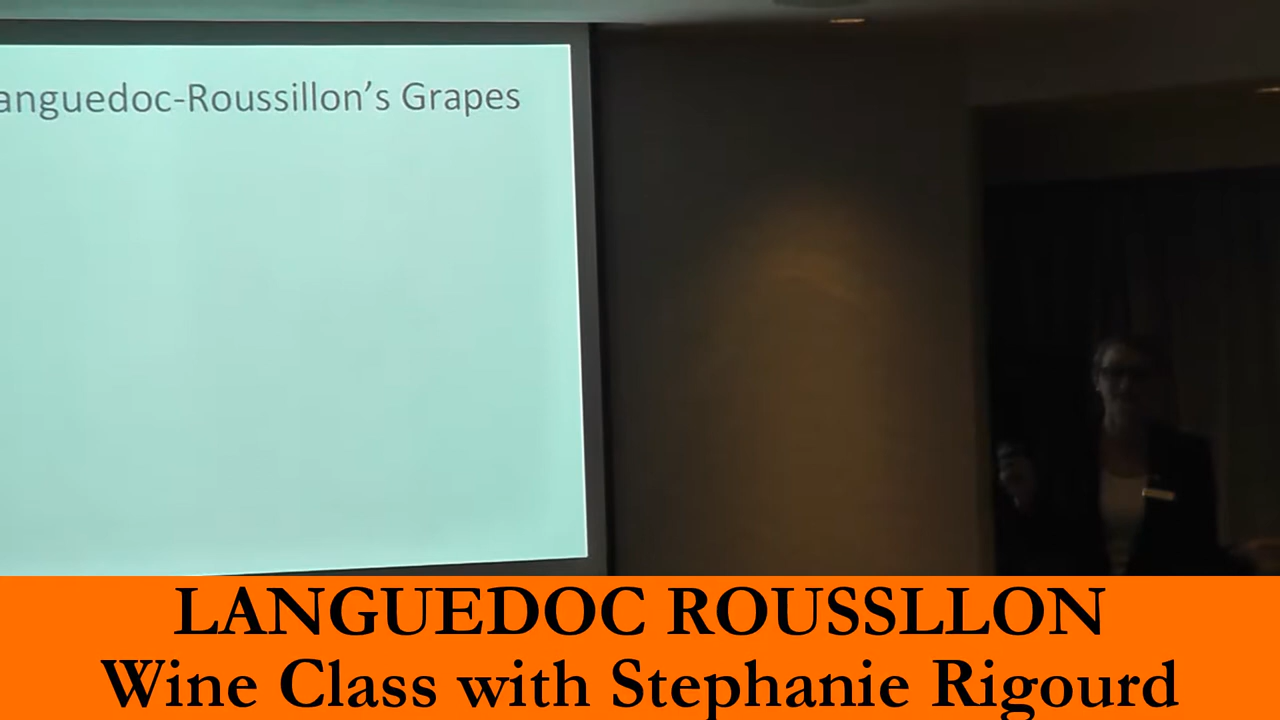 anguedoc-Roussillon's Grapes
LANGUEDOC ROUSSLLON
Wine Class with Stephanie Rigourd